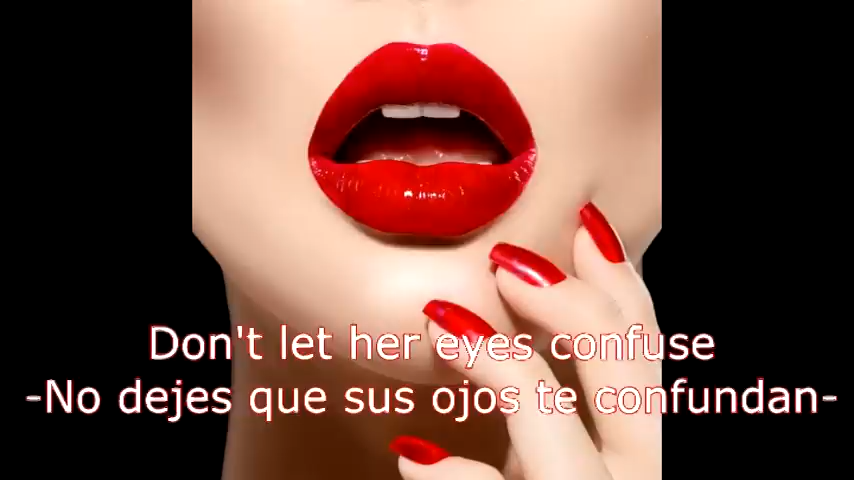 Don't let her eyes confuse
-No dejes que sus ojos te confundan-